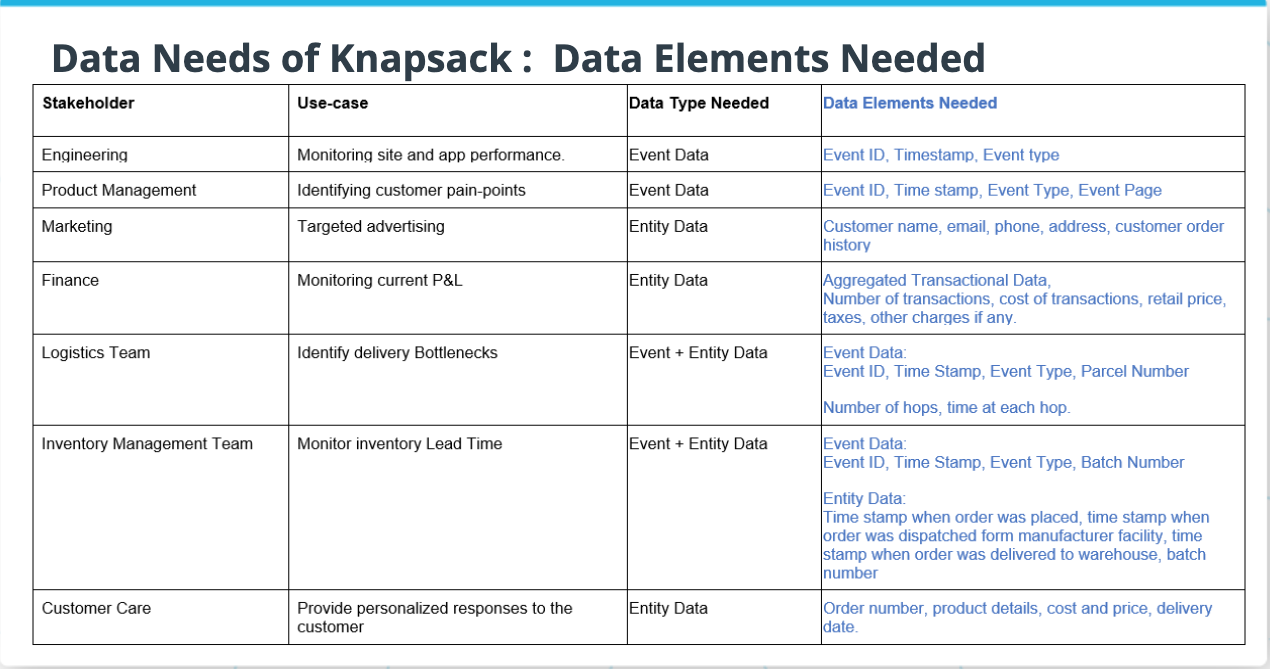 Data Needs of Knapsack :  Data Elements Needed
Stakeholder
Use-case
Data Type Needed
Data Elements Needed
Engineering
Monitoring site and app performance.
Event Data
Event ID, Timestamp, Event type
Product Management
Identifying customer pain-points
Event Data
Event ID, Time stamp, Event Type, Event Page
Marketing
Targeted advertising
Entity Data
Customer name, email, phone, address, customer order
history
Finance
Monitoring current P&L
Entity Data
Aggregated Transactional Data,
Number of transactions, cost of transactions, retail price,
taxes, other charges if any.
Logistics Team
Identify delivery Bottlenecks
Event + Entity Data
Event Data:
Event ID, Time Stamp, Event Type, Parcel Number
Number of hops, time at each hop.
Inventory Management Team
Monitor inventory Lead Time
Event + Entity Data
Event Data:
Event ID, Time Stamp, Event Type, Batch Number
Entity Data:
Time stamp when order was placed, time stamp when
order was dispatched form manufacturer facility, time
stamp when order was delivered to warehouse, batch
number
Customer Care
Provide personalized responses to the
customer
Entity Data
Order number, product details, cost and price, delivery
date.